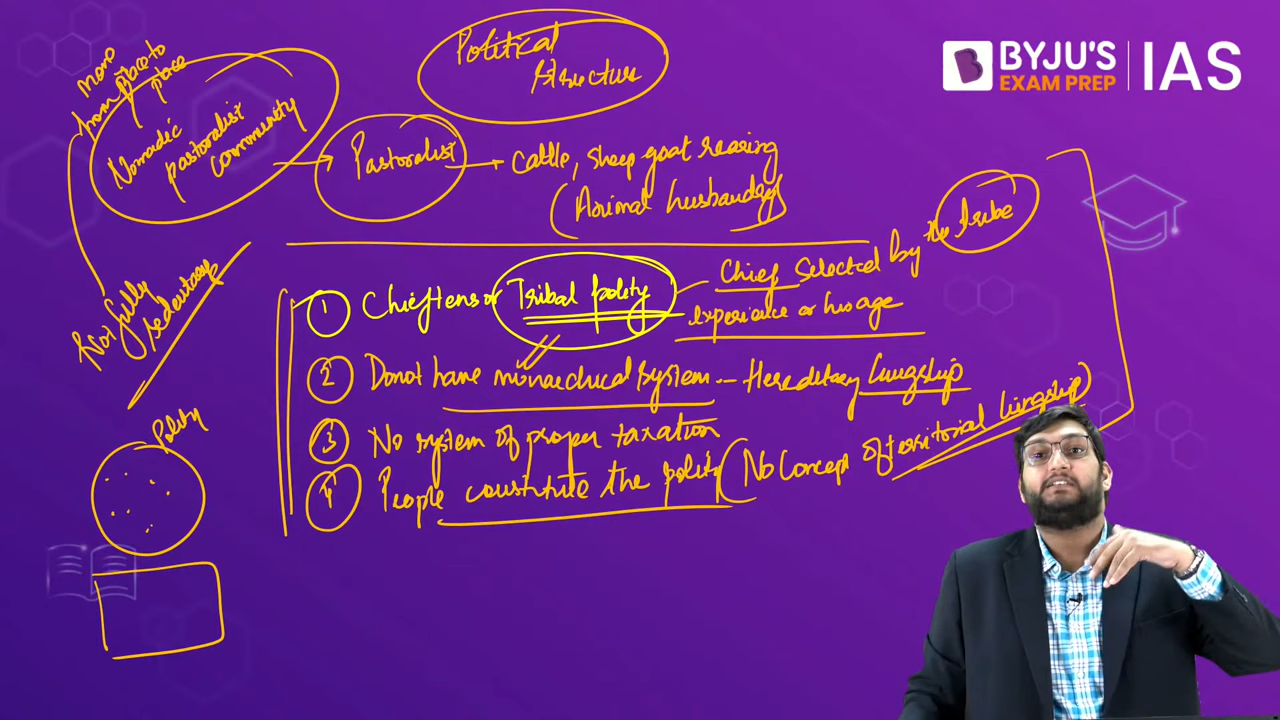 BYJU'S
EXAM PREP
IAS
Political
structure
Move
from place to
place
Nomadic
pastoralist
community
Pastoralist
cattle, sheep goat rearing
(Animal husbandry)
Not fully
sedentary
① Chieftens or Tribal polity
Chief selected by the tribe
experience or his age
② Donot have monarchical system - Hereditary kingship
③ No system of proper taxation
④ People constitute the polity (No concept of territorial kingship)
Polity